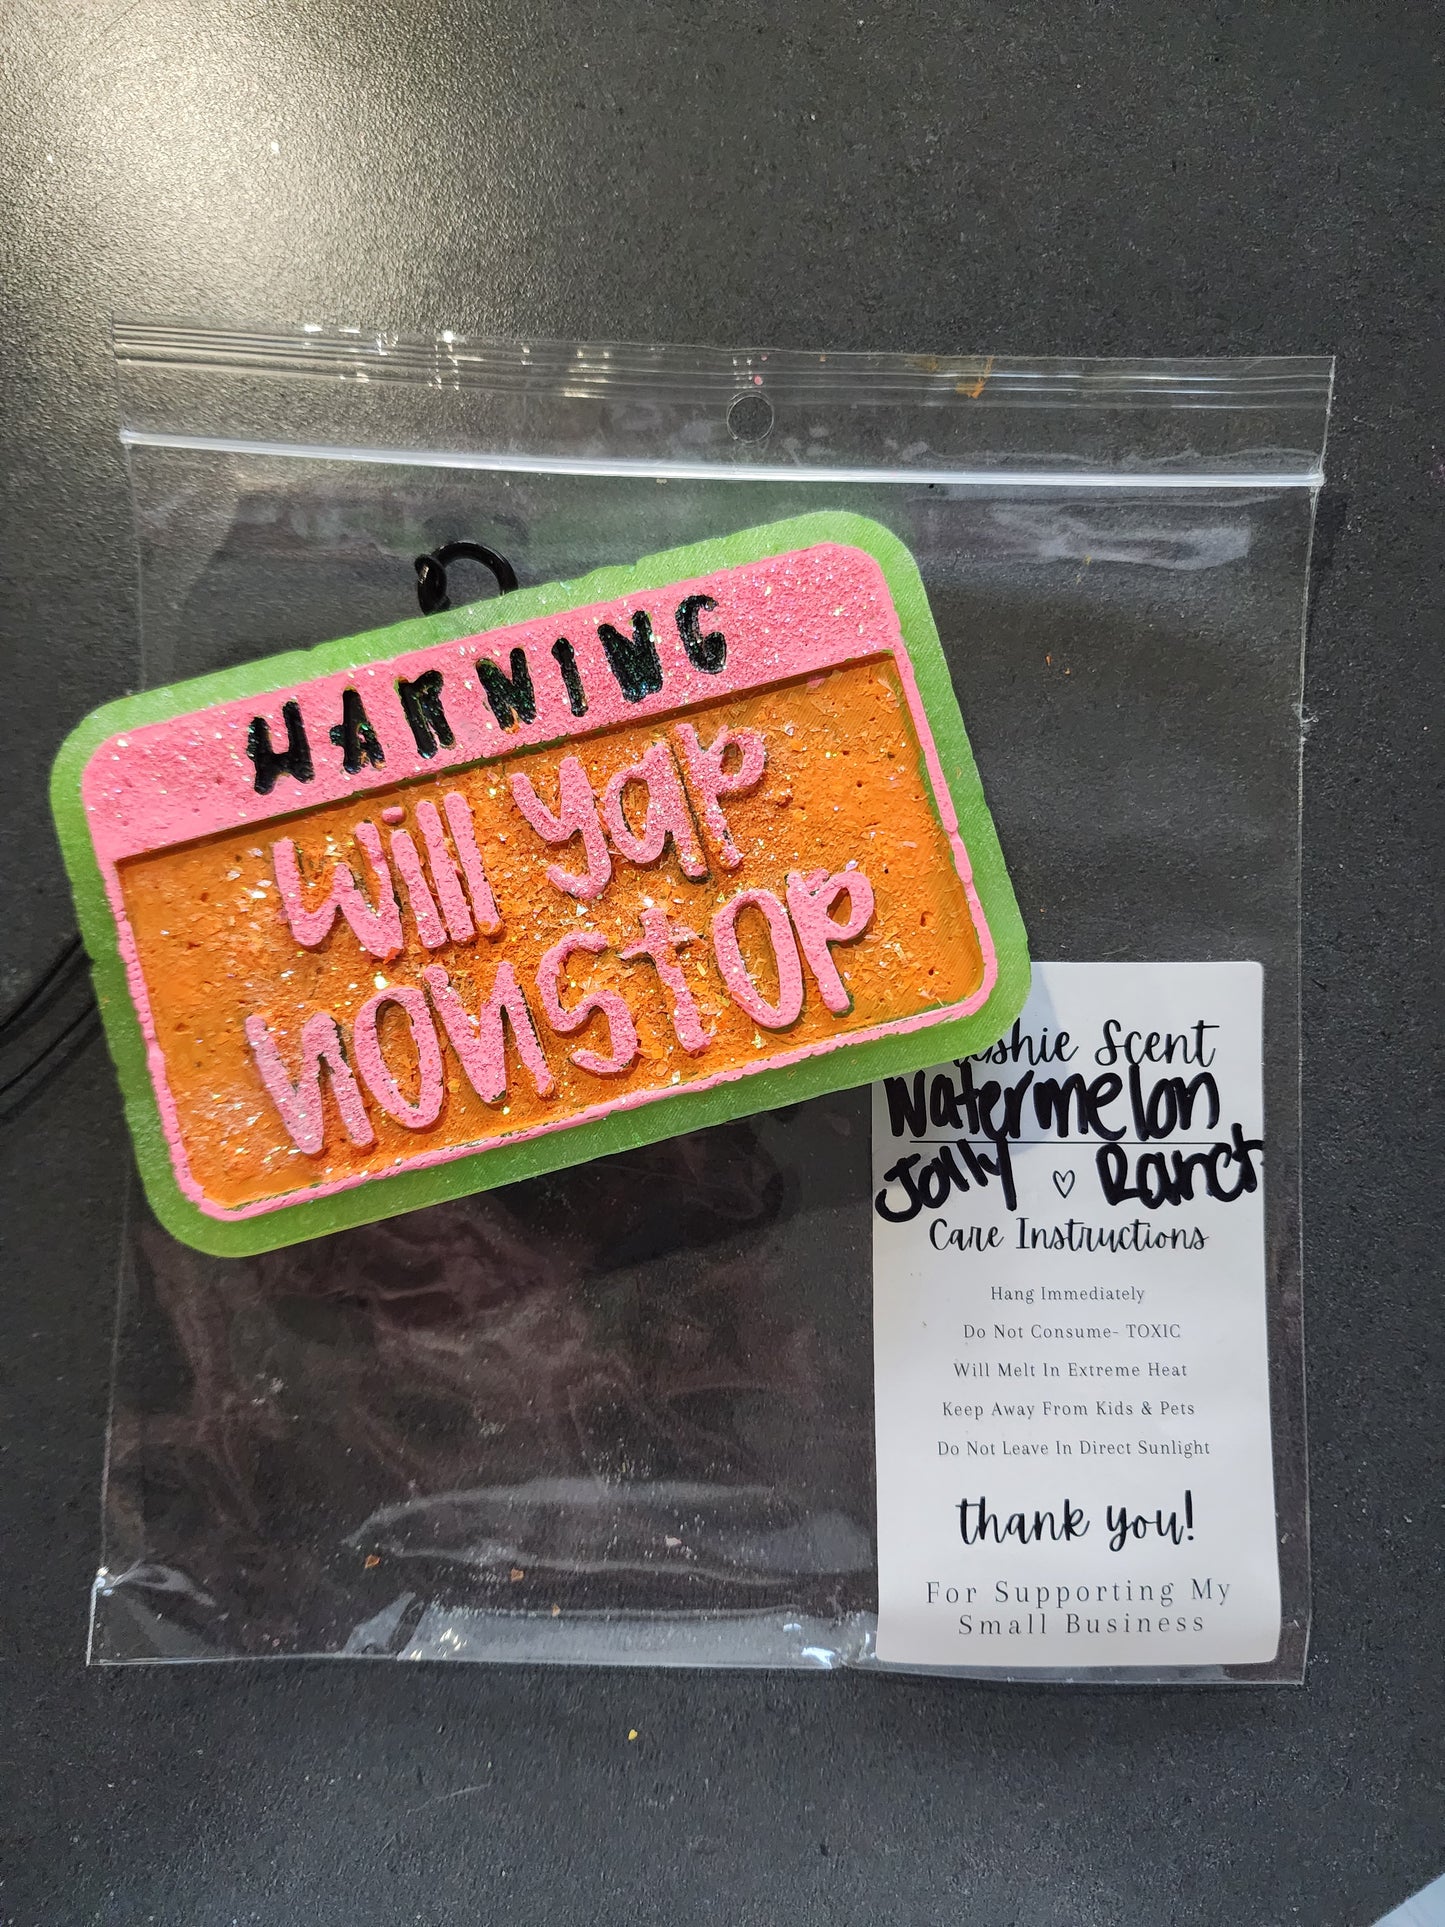 WARNING
will yap
nonstop
Scent
Watermelon
Jolly ♡ Ranch
Care Instructions
Hang Immediately
Do Not Consume- TOXIC
Will Melt In Extreme Heat
Keep Away From Kids & Pets
Do Not Leave In Direct Sunlight
thank you!
For Supporting My
Small Business